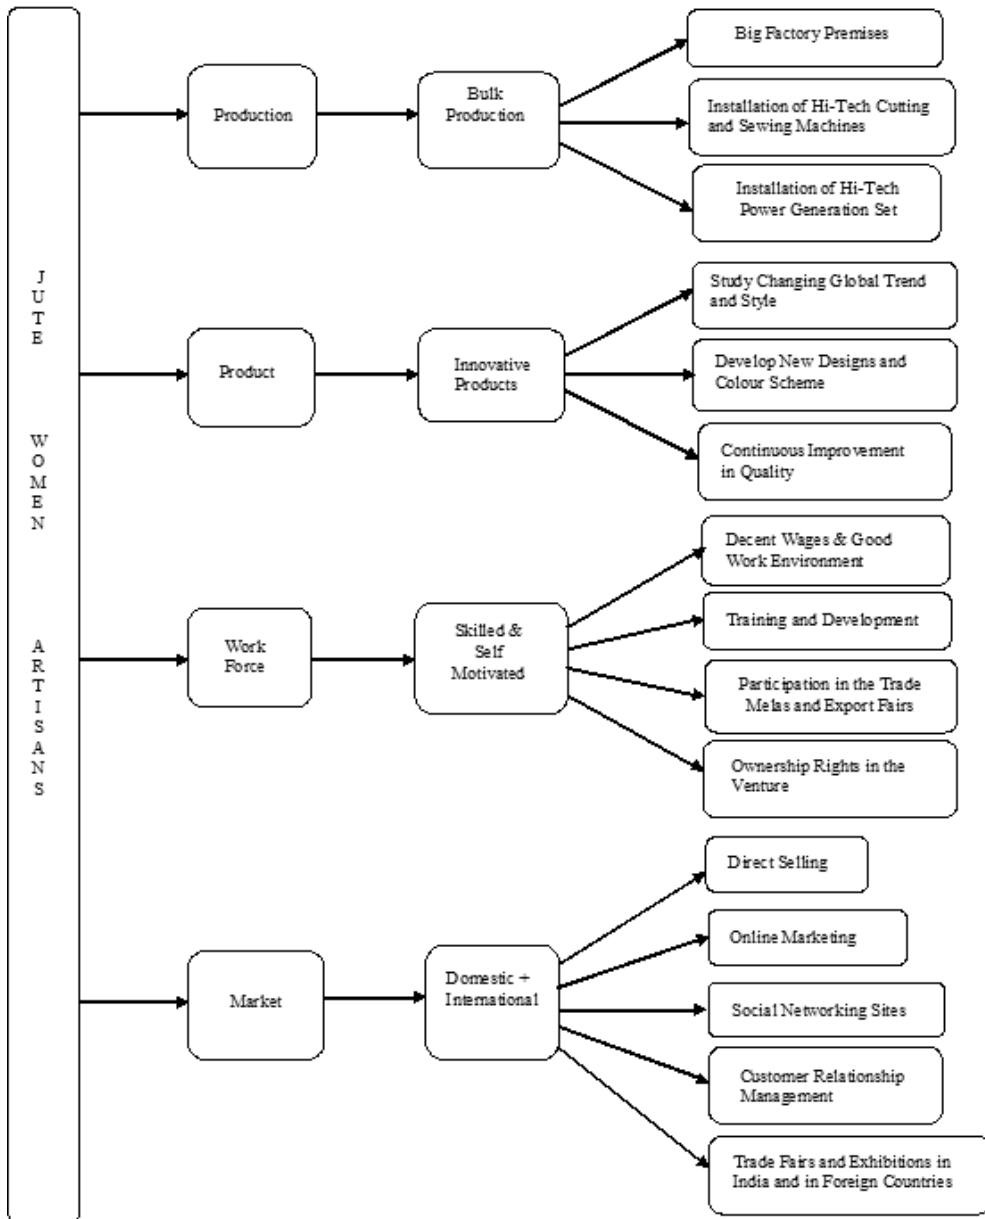 JUTE WOMEN ARTISANS
Production
Bulk
Production
Big Factory Premises
Installation of Hi-Tech Cutting
and Sewing Machines
Installation of Hi-Tech
Power Generation Set
Product
Innovative
Products
Study Changing Global Trend
and Style
Develop New Designs and
Colour Scheme
Continuous Improvement
in Quality
Work
Force
Skilled &
Self
Motivated
Decent Wages & Good
Work Environment
Training and Development
Participation in the Trade
Melas and Export Fairs
Ownership Rights in the
Venture
Market
Domestic +
International
Direct Selling
Online Marketing
Social Networking Sites
Customer Relationship
Management
Trade Fairs and Exhibitions in
India and in Foreign Countries